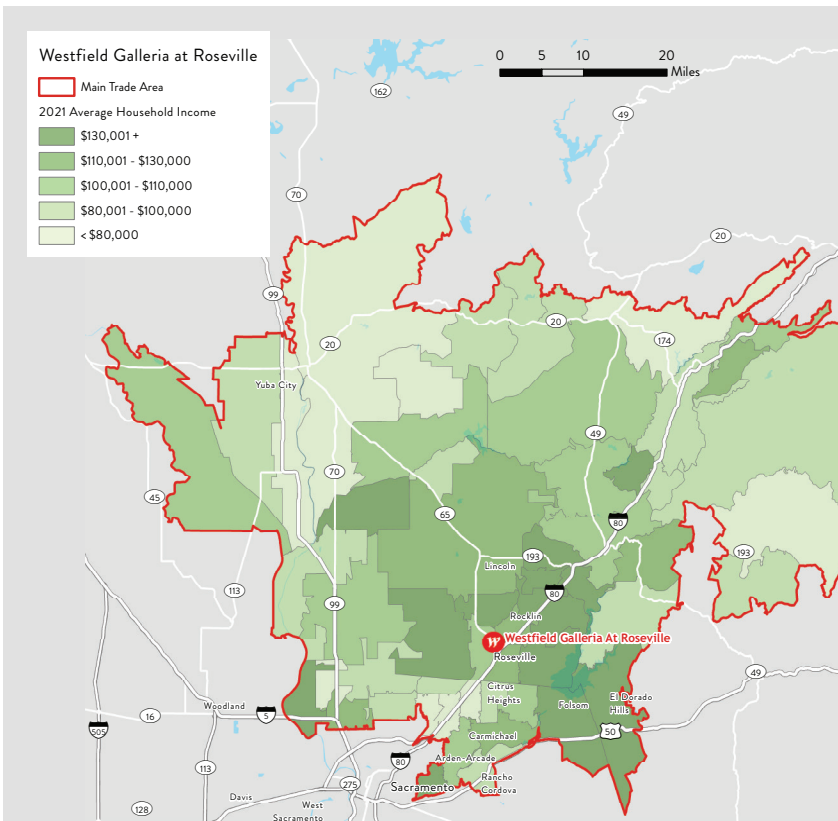 Westfield Galleria at Roseville
Main Trade Area
2021 Average Household Income
$130,001 +
$110,001 - $130,000
$100,001 - $110,000
$80,001 - $100,000
< $80,000
0 5 10 20
Miles
162
49
70
20
99
20
20
174
Yuba City
49
70
45
65
80
193
193
Lincoln
113
80
99
Rocklin
W Westfield Galleria At Roseville
Roseville
49
Citrus
Heights
El Dorado
Hills
Folsom
Woodland
16
5
505
50
Carmichael
Arden-Arcade
80
113
Rancho
Cordova
275
Sacramento
Davis
West
Sacramento
128